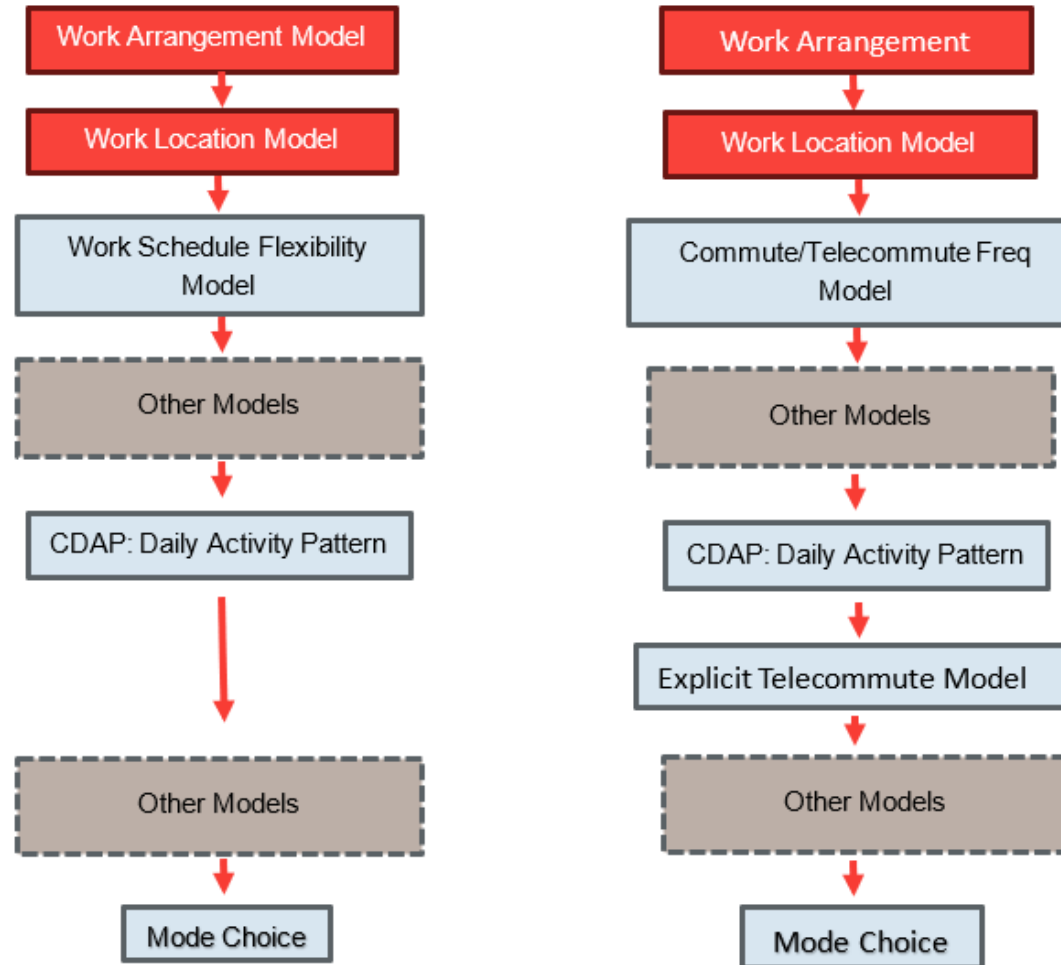 Work Arrangement Model
Work Location Model
Work Schedule Flexibility
Model
Other Models
CDAP: Daily Activity Pattern
Other Models
Mode Choice
Work Arrangement
Work Location Model
Commute/Telecommute Freq
Model
Other Models
CDAP: Daily Activity Pattern
Explicit Telecommute Model
Other Models
Mode Choice